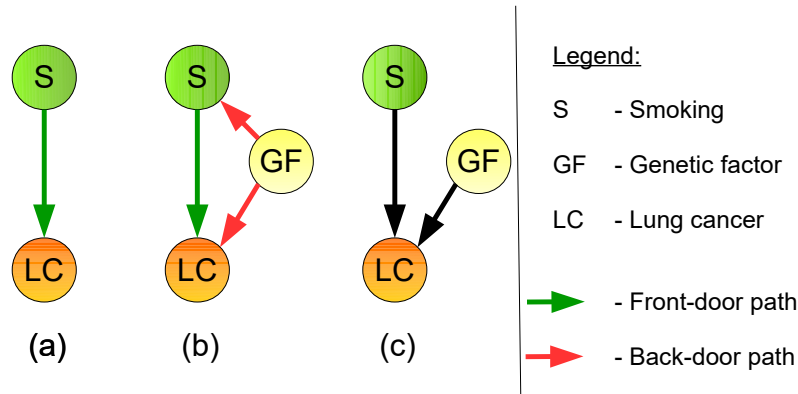 S
S
S
GF
GF
LC
LC
LC
(a)
(b)
(c)
Legend:
S - Smoking
GF - Genetic factor
LC - Lung cancer
- Front-door path
- Back-door path